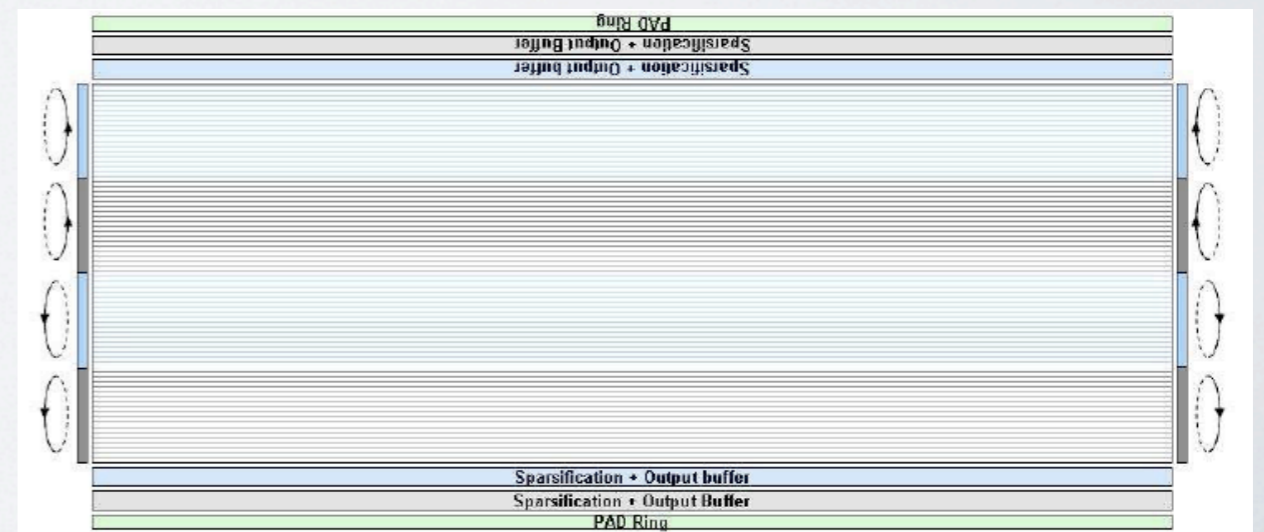 PAD Ring
Sparsification + Output Buffer
Sparsification + Output buffer
Sparsification + Output buffer
Sparsification + Output Buffer
PAD Ring